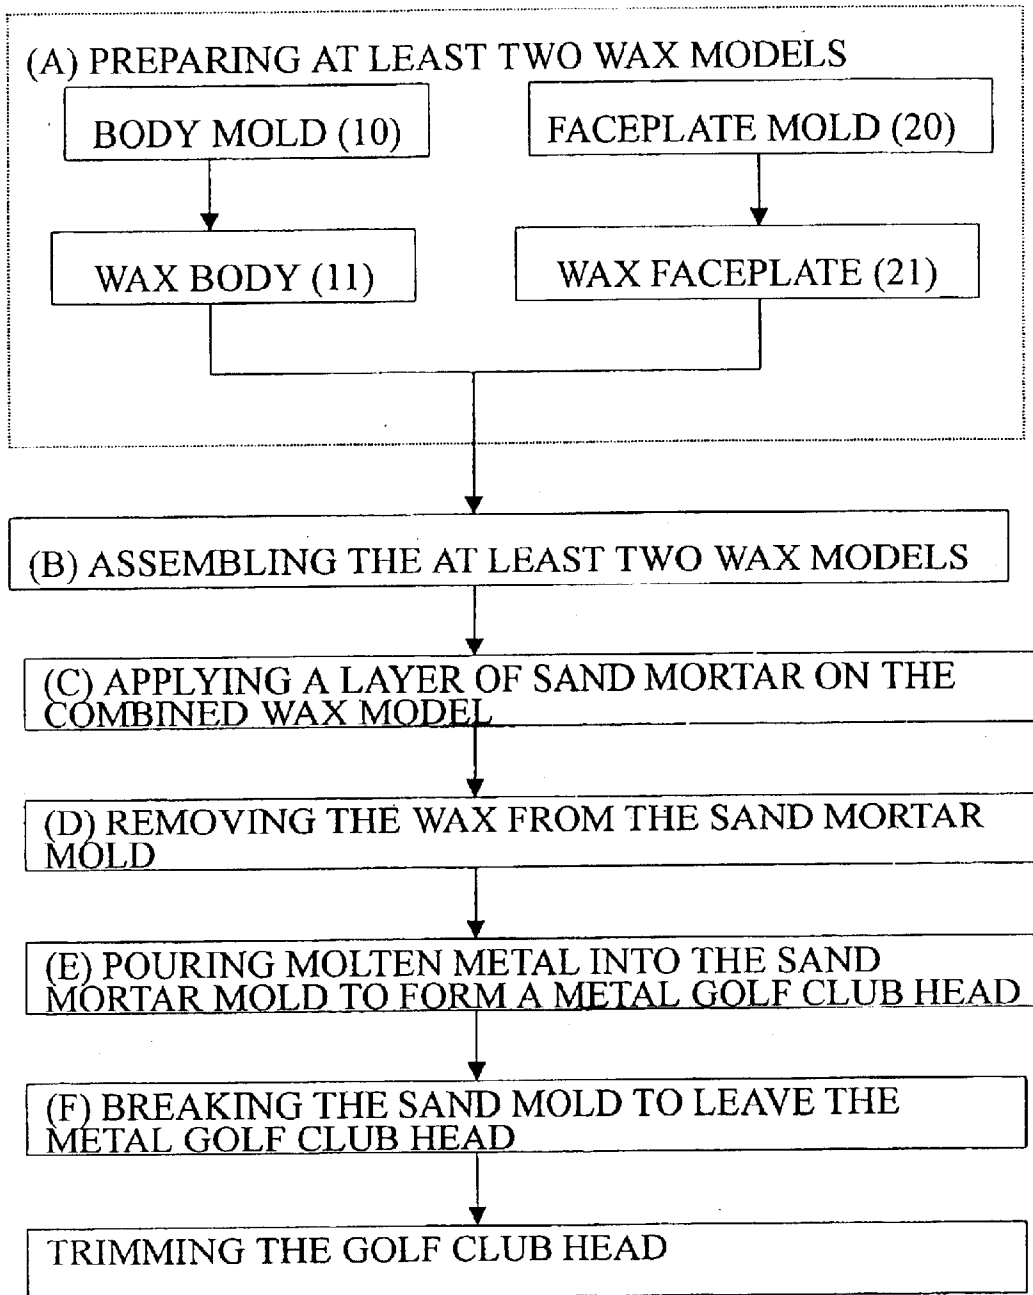 (A) PREPARING AT LEAST TWO WAX MODELS
BODY MOLD (10)
FACEPLATE MOLD (20)
WAX BODY (11)
WAX FACEPLATE (21)
(B) ASSEMBLING THE AT LEAST TWO WAX MODELS
(C) APPLYING A LAYER OF SAND MORTAR ON THE
COMBINED WAX MODEL
(D) REMOVING THE WAX FROM THE SAND MORTAR
MOLD
(E) POURING MOLTEN METAL INTO THE SAND
MORTAR MOLD TO FORM A METAL GOLF CLUB HEAD
(F) BREAKING THE SAND MOLD TO LEAVE THE
METAL GOLF CLUB HEAD
TRIMMING THE GOLF CLUB HEAD